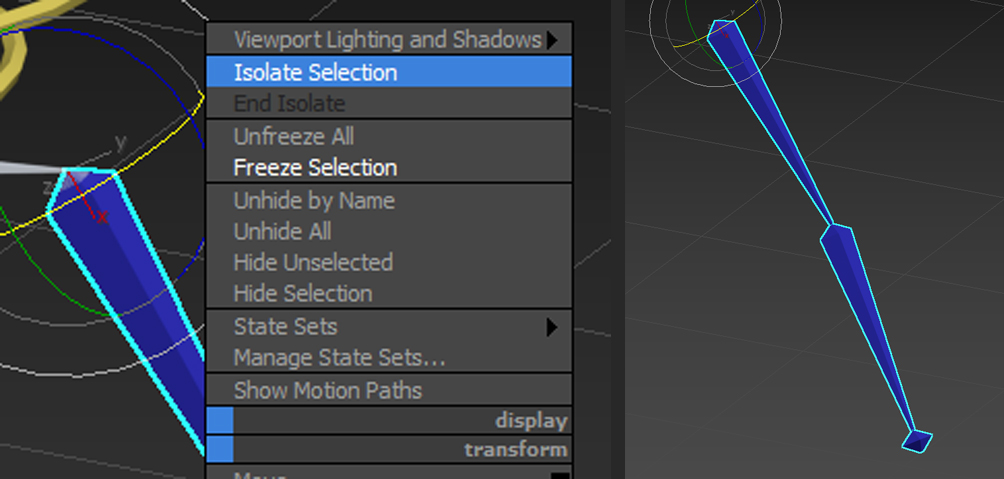 Viewport Lighting and Shadows
Isolate Selection
End Isolate
Unfreeze All
Freeze Selection
Unhide by Name
Unhide All
Hide Unselected
Hide Selection
State Sets
Manage State Sets...
Show Motion Paths
display
transform
Move
y
z
x